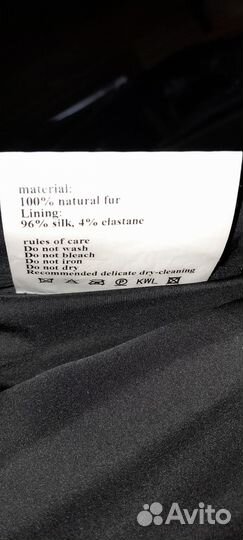 material:
100% natural fur
Lining:
96% silk, 4% elastane
rules of care
Do not wash
Do not bleach
Do not iron
Do not dry
Recommended delicate dry-cleaning
P KWL
Avito